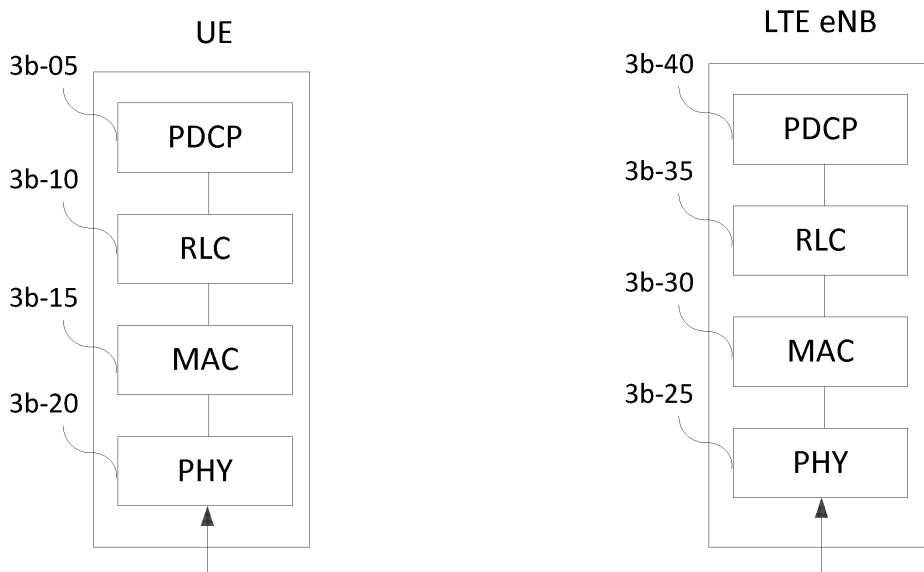 UE
3b-05
PDCP
3b-10
RLC
3b-15
MAC
3b-20
PHY
LTE eNB
3b-40
PDCP
3b-35
RLC
3b-30
MAC
3b-25
PHY